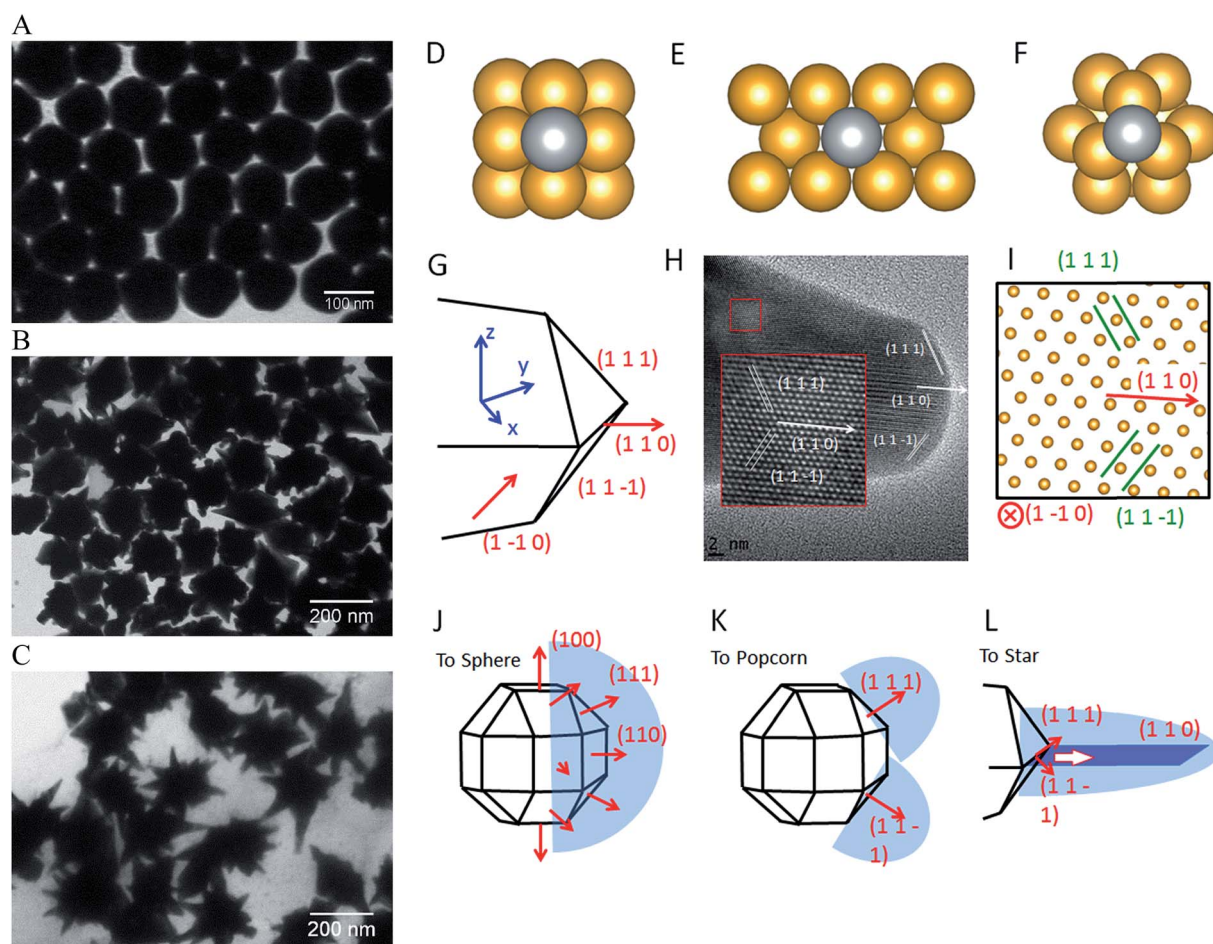 A
100 nm
B
200 nm
C
200 nm
D
E
F
G
z
y
x
(1 1 1)
(1 1 0)
(1 1 -1)
(1 -1 0)
H
(1 1 1)
(1 1 0)
(1 1 -1)
(1 1 1)
(1 1 0)
(1 1 -1)
2 nm
I
(1 1 1)
(1 1 0)
(1 -1 0)
(1 1 -1)
J
To Sphere
(100)
(111)
(110)
K
To Popcorn
(1 1 1)
(1 1 -
1)
L
To Star
(1 1 1)
(1 1 0)
(1 1 -
1)